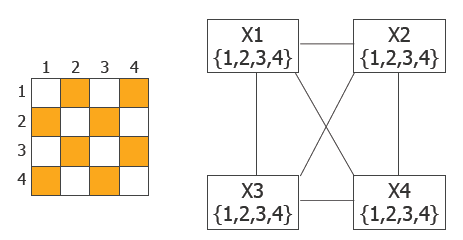 1 2 3 4
1
2
3
4
X1
{1,2,3,4}
X2
{1,2,3,4}
X3
{1,2,3,4}
X4
{1,2,3,4}